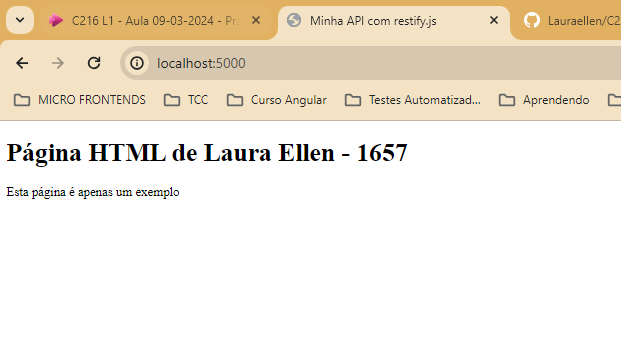 C216 L1 - Aula 09-03-2024 - Pr
Minha API com restify.js
Lauraellen/C2
localhost:5000
MICRO FRONTENDS
TCC
Curso Angular
Testes Automatizad...
Aprendendo
Página HTML de Laura Ellen - 1657
Esta página é apenas um exemplo